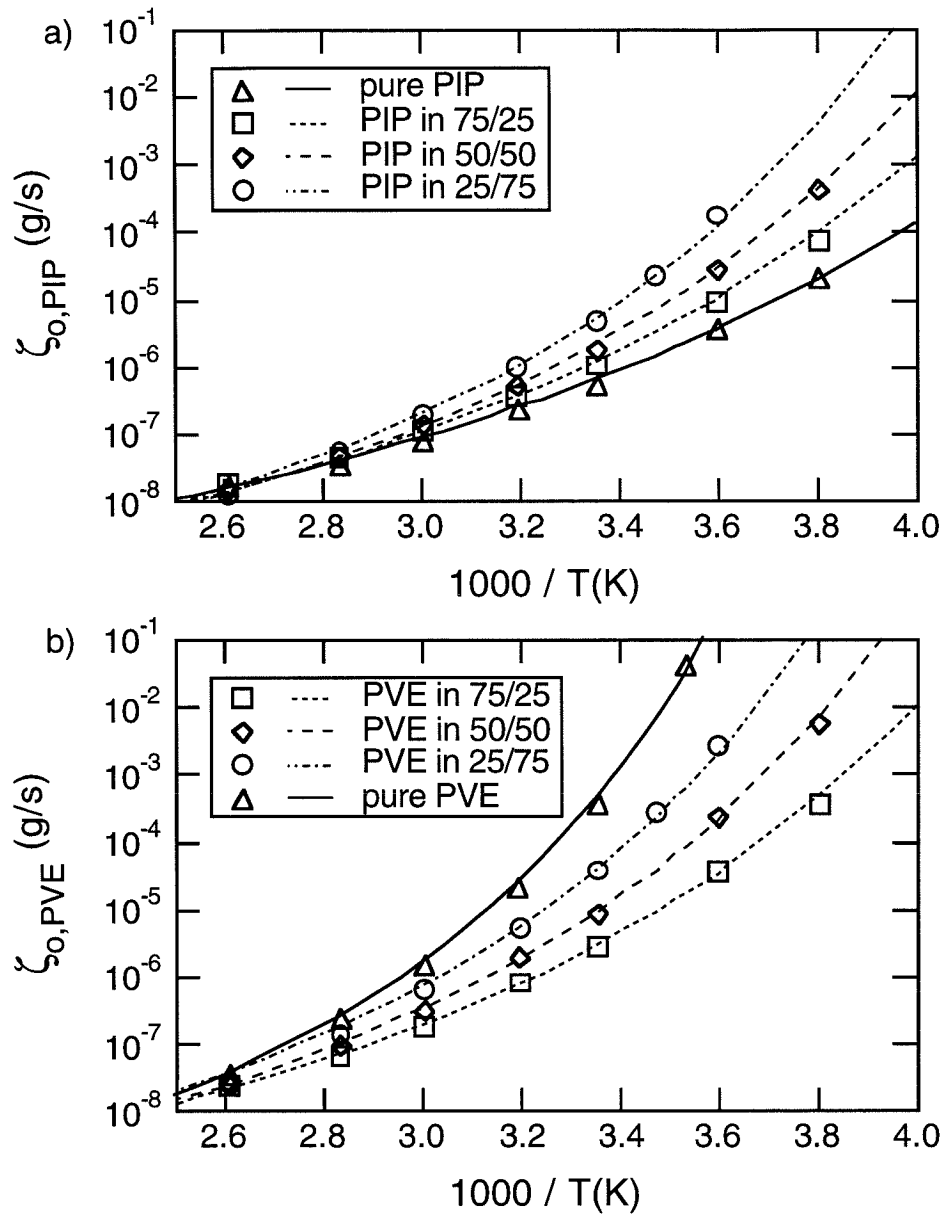 a)
10-1
10-2
10-3
10-4
10-5
10-6
10-7
10-8
ζo,PIP (g/s)
pure PIP
PIP in 75/25
PIP in 50/50
PIP in 25/75
2.6 2.8 3.0 3.2 3.4 3.6 3.8 4.0
1000 / T(K)
b)
10-1
10-2
10-3
10-4
10-5
10-6
10-7
10-8
ζo,PVE (g/s)
PVE in 75/25
PVE in 50/50
PVE in 25/75
pure PVE
2.6 2.8 3.0 3.2 3.4 3.6 3.8 4.0
1000 / T(K)